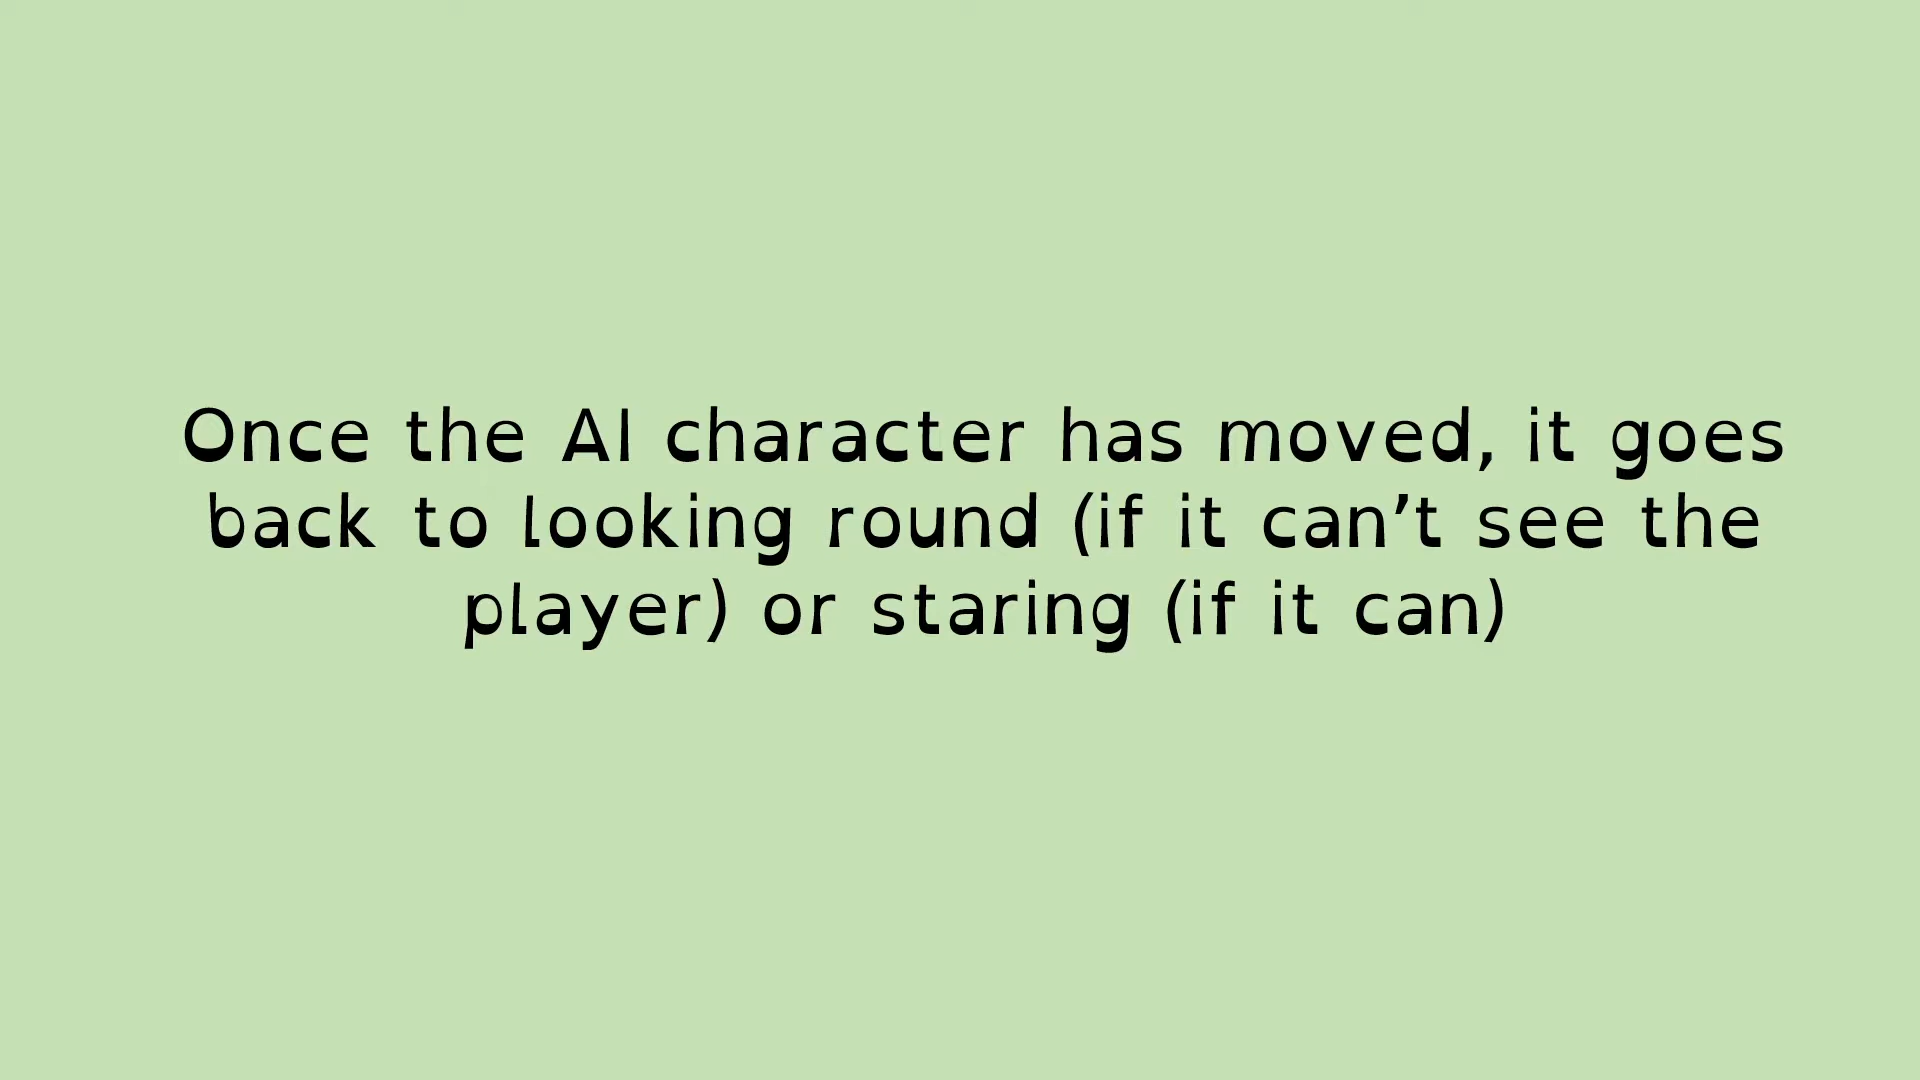 Once the AI character has moved, it goes
back to looking round (if it can’t see the
player) or staring (if it can)